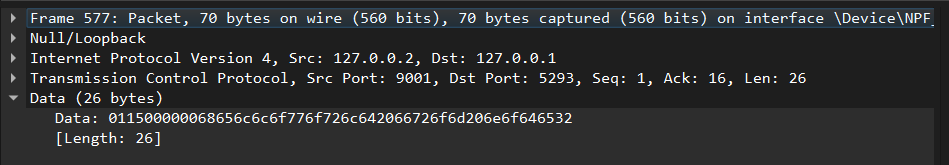 Frame 577: Packet, 70 bytes on wire (560 bits), 70 bytes captured (560 bits) on interface \Device\NPF_
Null/Loopback
Internet Protocol Version 4, Src: 127.0.0.2, Dst: 127.0.0.1
Transmission Control Protocol, Src Port: 9001, Dst Port: 5293, Seq: 1, Ack: 16, Len: 26
Data (26 bytes)
Data: 011500000068656c6c6f776f726c642066726f6d206e6f646532
[Length: 26]